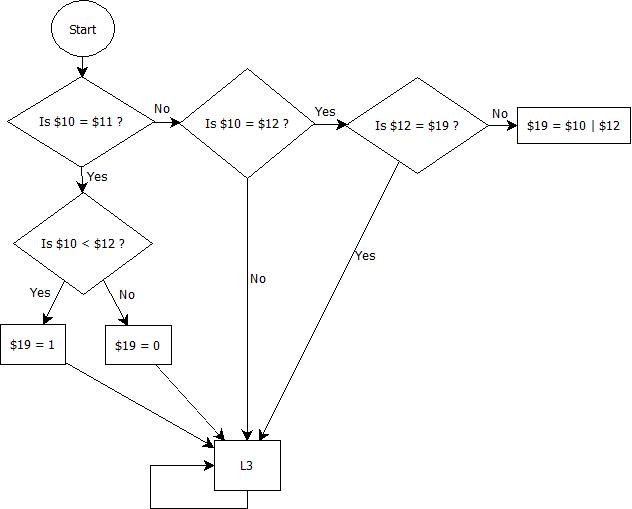 Start
Is $10 = $11 ?
No
Is $10 = $12 ?
Yes
Is $12 = $19 ?
No
$19 = $10 | $12
Yes
Is $10 < $12 ?
Yes
No
No
Yes
$19 = 1
$19 = 0
L3